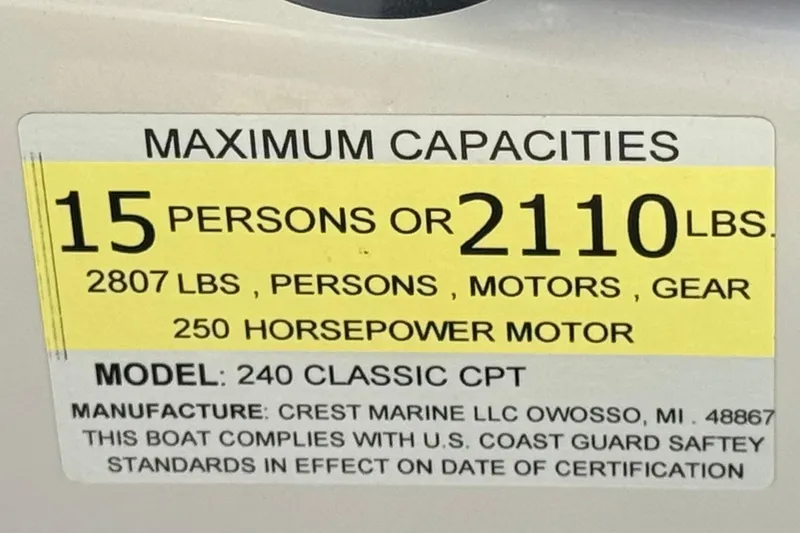 MAXIMUM CAPACITIES
15 PERSONS OR 2110 LBS.
2807 LBS , PERSONS , MOTORS , GEAR
250 HORSEPOWER MOTOR
MODEL: 240 CLASSIC CPT
MANUFACTURE: CREST MARINE LLC OWOSSO, MI . 48867
THIS BOAT COMPLIES WITH U.S. COAST GUARD SAFTEY
STANDARDS IN EFFECT ON DATE OF CERTIFICATION